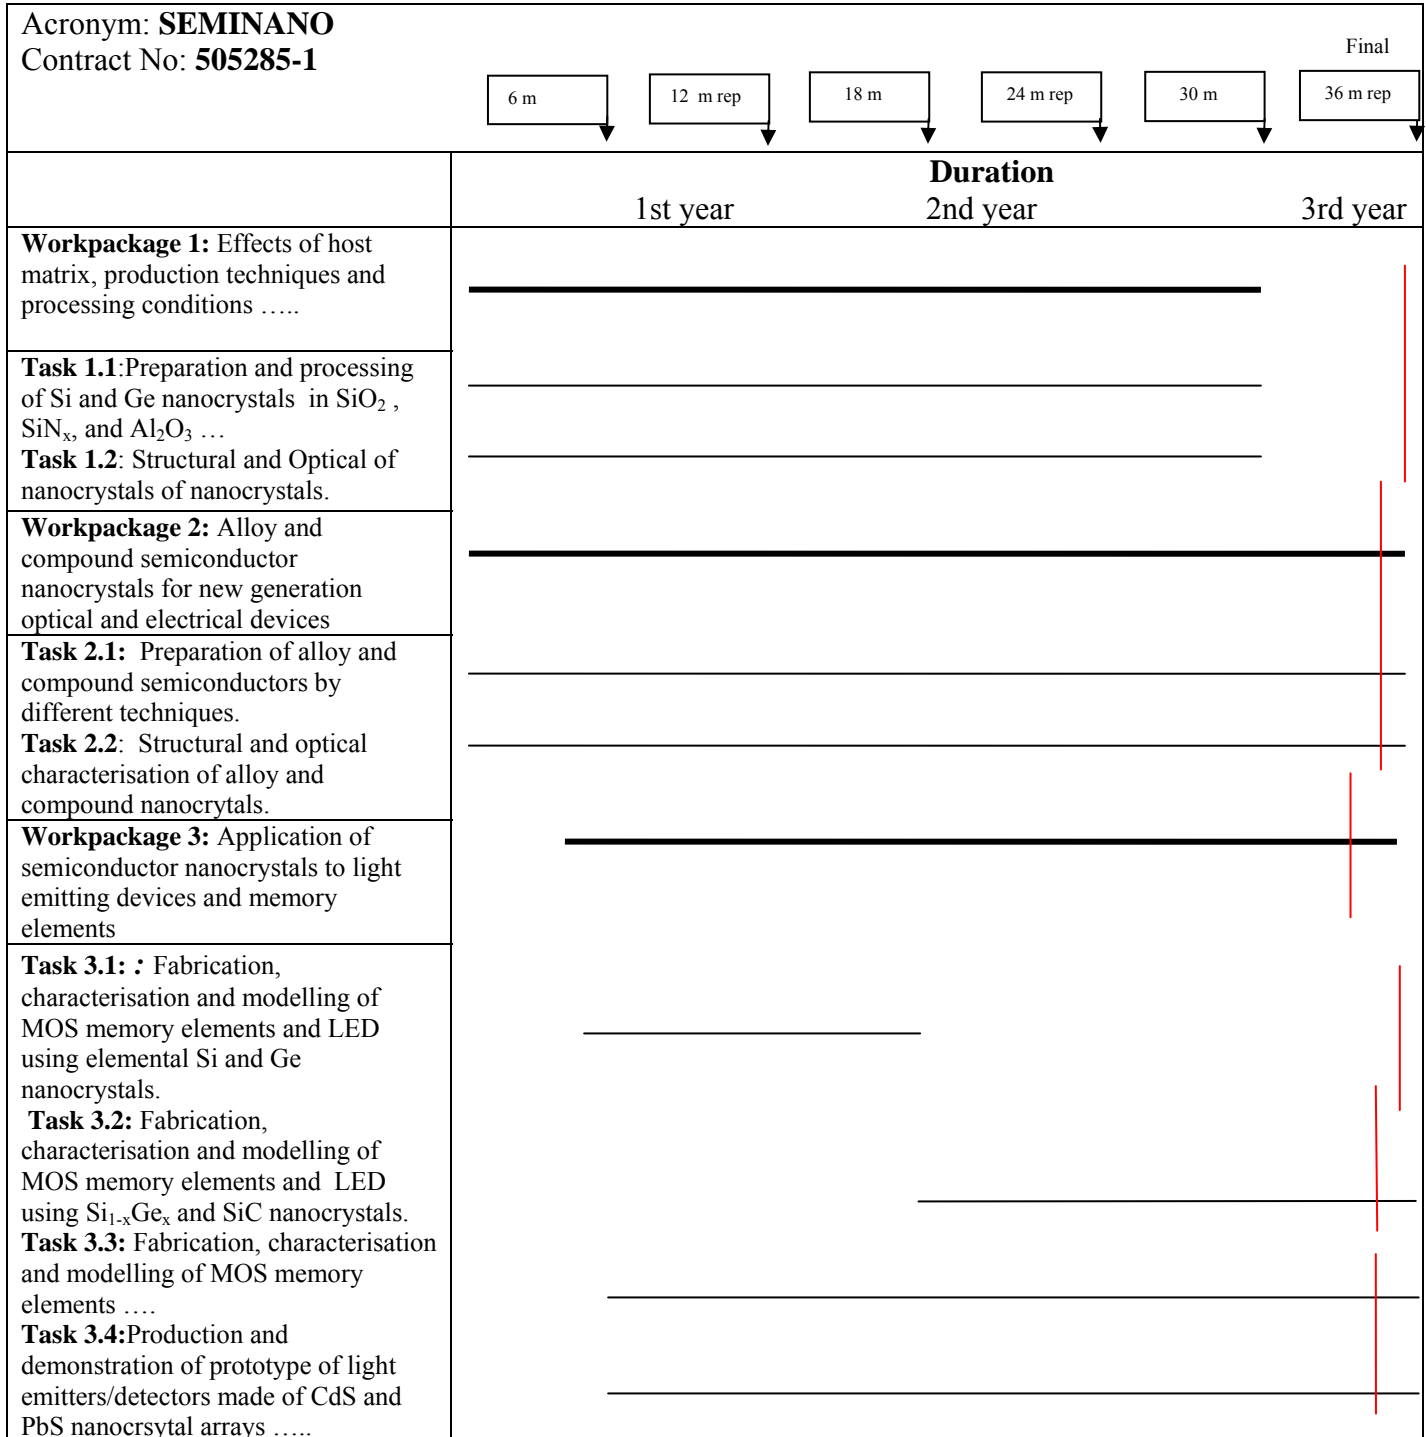 Acronym: SEMINANO
Contract No: 505285-1
Final
6 m
12 m rep
18 m
24 m rep
30 m
36 m rep
Duration
1st year 2nd year 3rd year
Workpackage 1: Effects of host
matrix, production techniques and
processing conditions …..
Task 1.1:Preparation and processing
of Si and Ge nanocrystals in SiO₂ ,
SiNₓ, and Al₂O₃ …
Task 1.2: Structural and Optical of
nanocrystals of nanocrystals.
Workpackage 2: Alloy and
compound semiconductor
nanocrystals for new generation
optical and electrical devices
Task 2.1: Preparation of alloy and
compound semiconductors by
different techniques.
Task 2.2: Structural and optical
characterisation of alloy and
compound nanocrytals.
Workpackage 3: Application of
semiconductor nanocrystals to light
emitting devices and memory
elements
Task 3.1: : Fabrication,
characterisation and modelling of
MOS memory elements and LED
using elemental Si and Ge
nanocrystals.
Task 3.2: Fabrication,
characterisation and modelling of
MOS memory elements and LED
using Si₁₋ₓGeₓ and SiC nanocrystals.
Task 3.3: Fabrication, characterisation
and modelling of MOS memory
elements ….
Task 3.4:Production and
demonstration of prototype of light
emitters/detectors made of CdS and
PbS nanocrsytal arrays …..